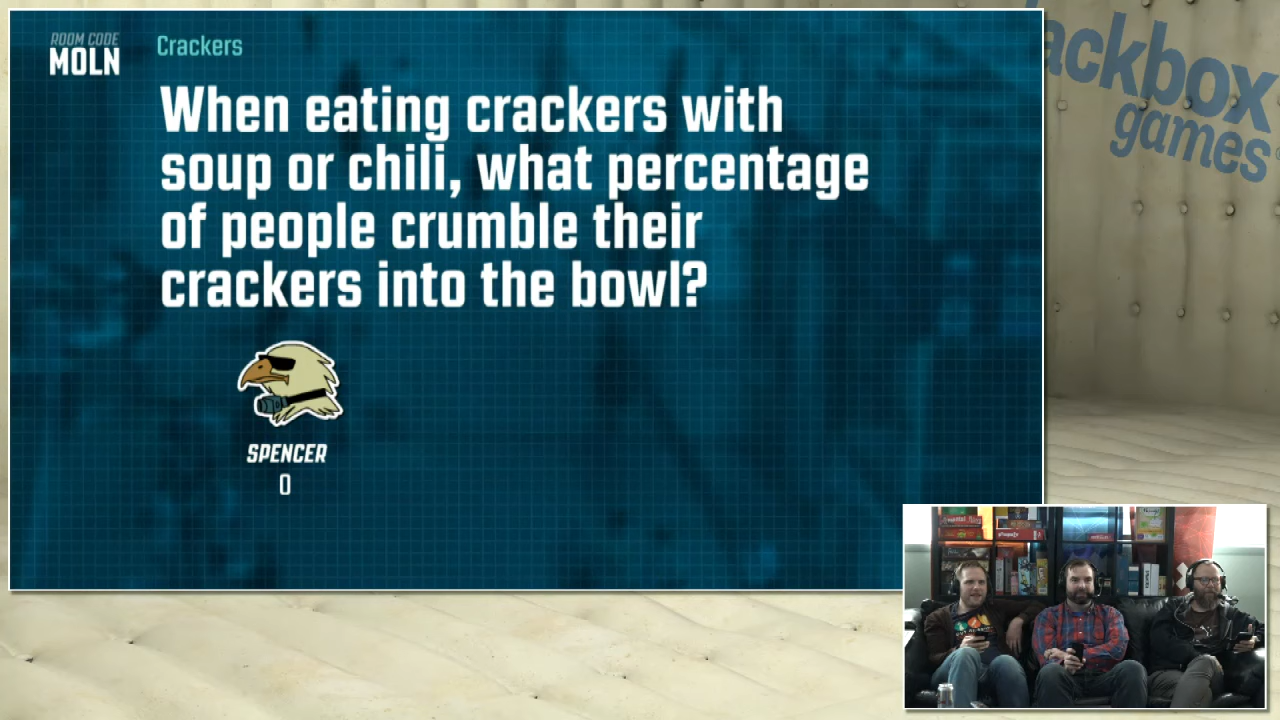 ROOM CODE
MOLN
Crackers
When eating crackers with
soup or chili, what percentage
of people crumble their
crackers into the bowl?
SPENCER
0
ackbox
games